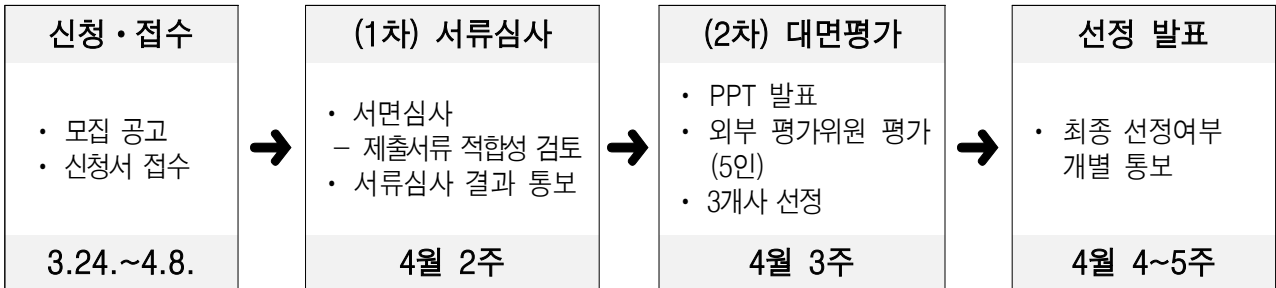 신청・접수
・ 모집 공고
・ 신청서 접수
3.24.~4.8.
(1차) 서류심사
・ 서면심사
– 제출서류 적합성 검토
・ 서류심사 결과 통보
4월 2주
(2차) 대면평가
・ PPT 발표
・ 외부 평가위원 평가
(5인)
・ 3개사 선정
4월 3주
선정 발표
・ 최종 선정여부
개별 통보
4월 4~5주